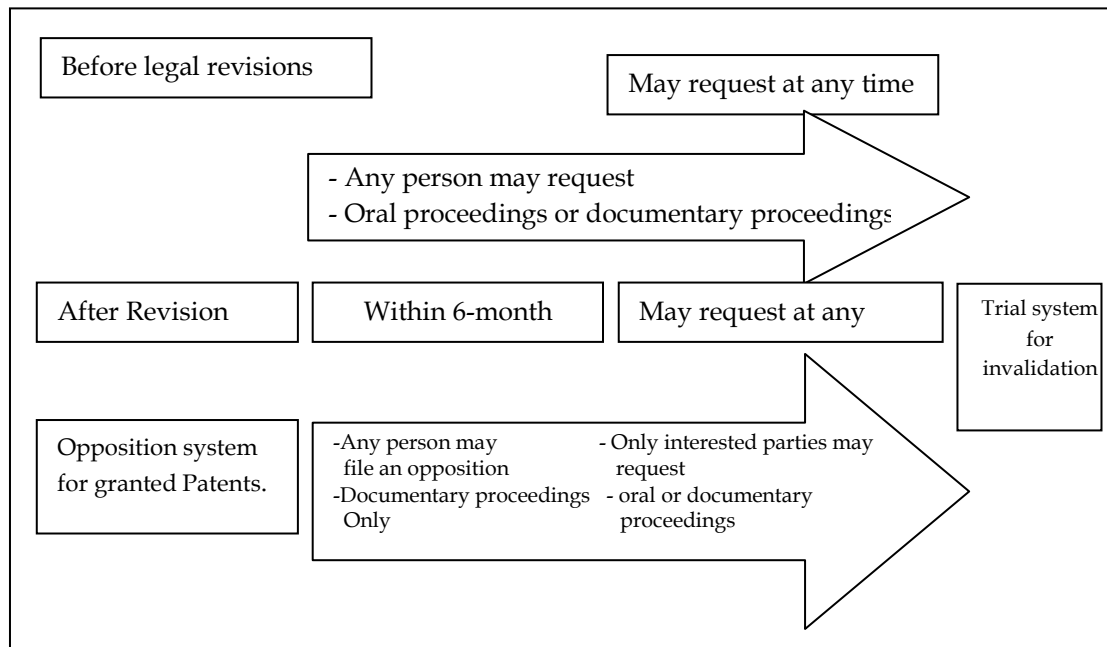 Before legal revisions
May request at any time
- Any person may request
- Oral proceedings or documentary proceedings
After Revision
Within 6-month
May request at any
Trial system
for
invalidation
Opposition system
for granted Patents.
-Any person may
file an opposition
-Documentary proceedings
Only
- Only interested parties may
request
- oral or documentary
proceedings